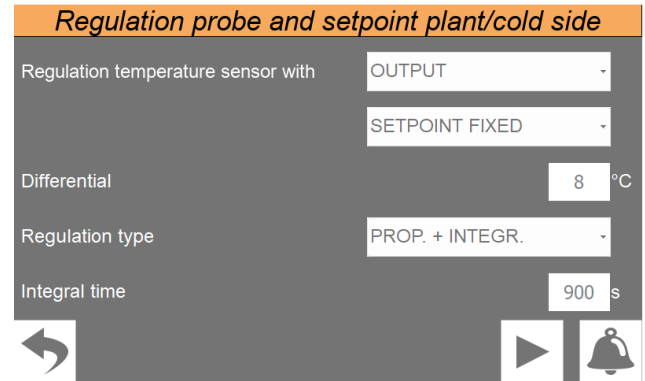 Regulation probe and setpoint plant/cold side
Regulation temperature sensor with OUTPUT
SETPOINT FIXED
Differential 8 °C
Regulation type PROP. + INTEGR.
Integral time 900 s